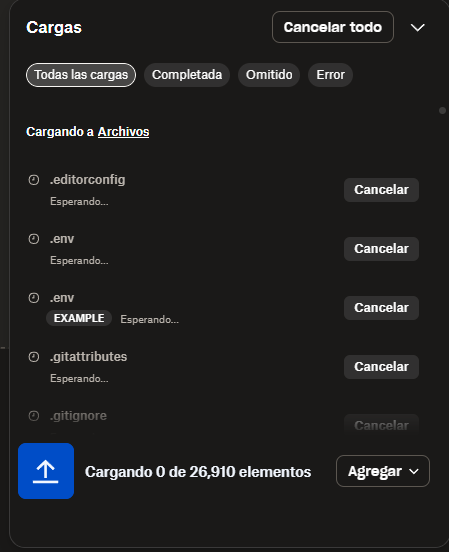 Cargas
Cancelar todo
Todas las cargas
Completada
Omitido
Error
Cargando a Archivos
.editorconfig
Cancelar
Esperando...
.env
Cancelar
Esperando...
.env
Cancelar
EXAMPLE Esperando...
.gitattributes
Cancelar
Esperando...
.gitignore
Cancelar
Cargando 0 de 26,910 elementos
Agregar